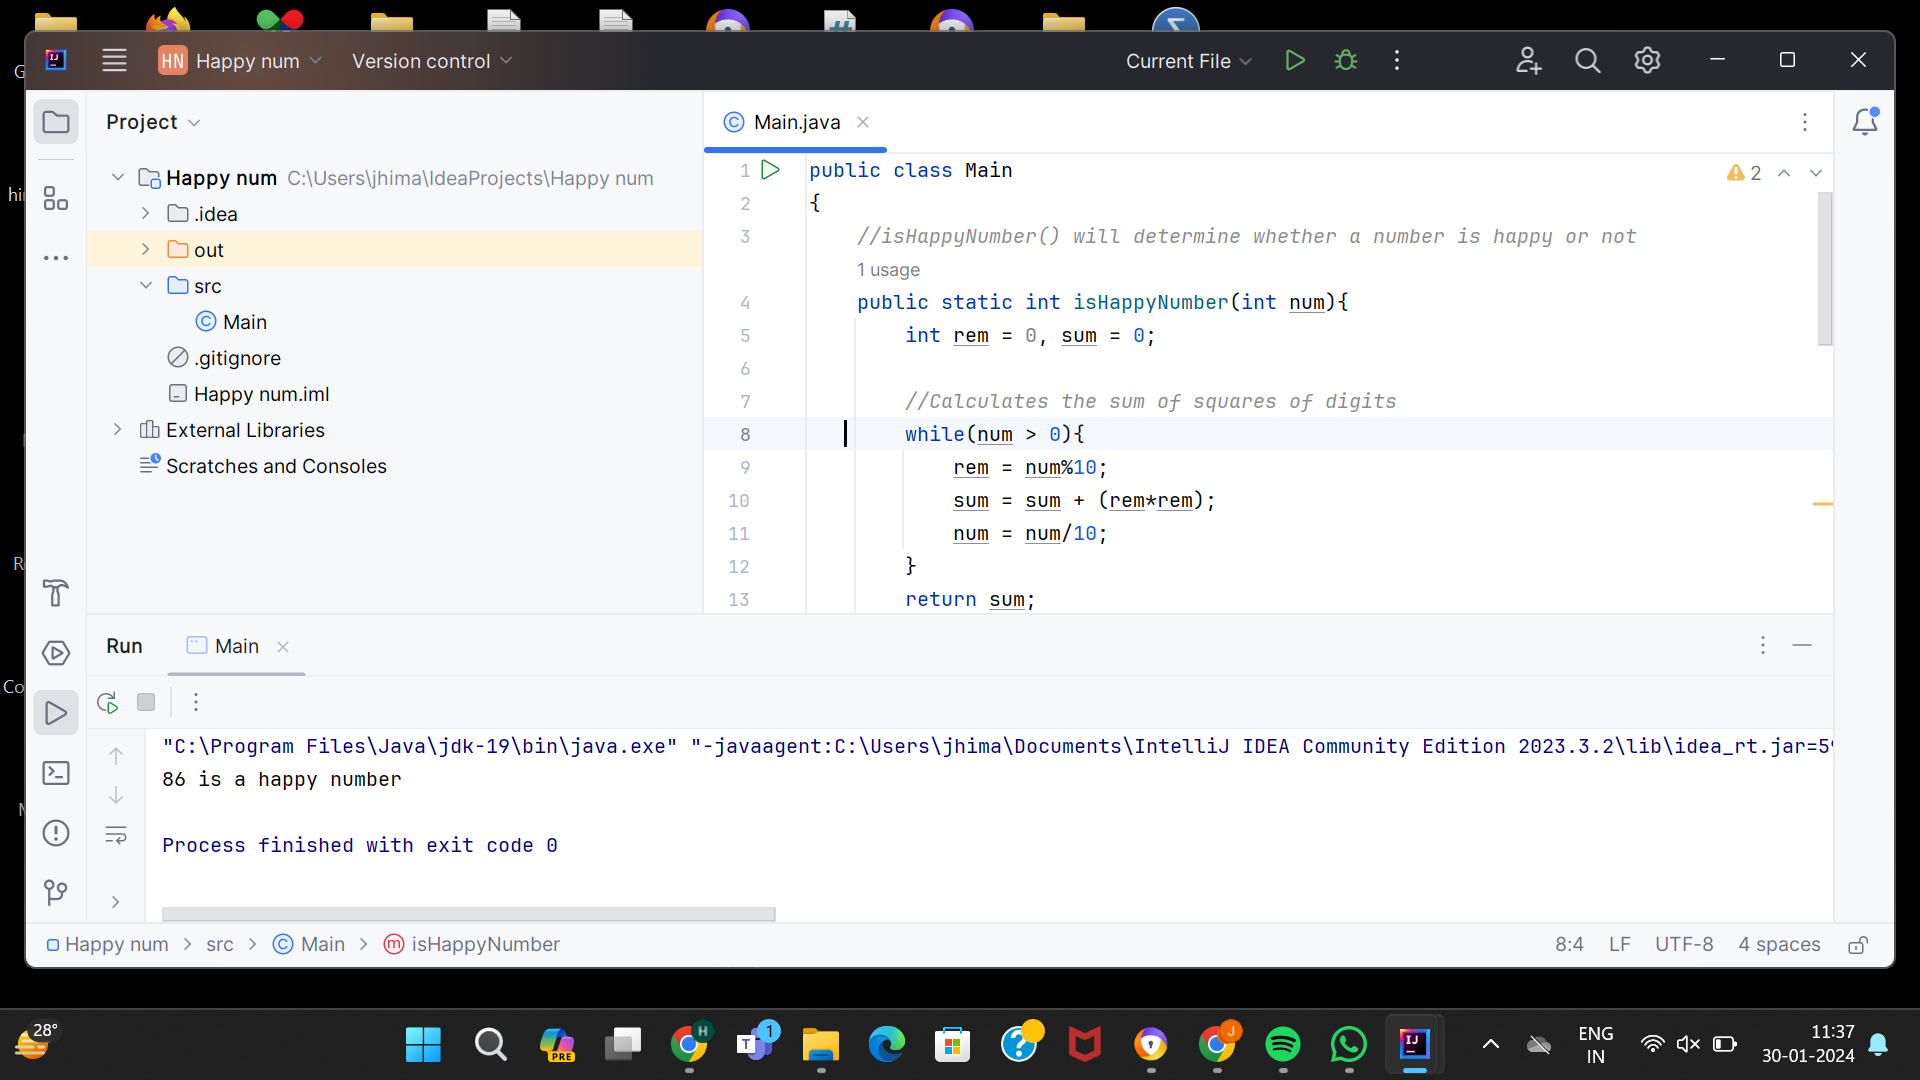 HN Happy num
Version control
Current File
Project
Main.java
Happy num C:\Users\jhima\IdeaProjects\Happy num
.idea
out
src
Main
.gitignore
Happy num.iml
External Libraries
Scratches and Consoles
2
1 public class Main
2 {
3 //isHappyNumber() will determine whether a number is happy or not
1 usage
4 public static int isHappyNumber(int num){
5 int rem = 0, sum = 0;
6
7 //Calculates the sum of squares of digits
8 while(num > 0){
9 rem = num%10;
10 sum = sum + (rem*rem);
11 num = num/10;
12 }
13 return sum;
Run
Main
"C:\Program Files\Java\jdk-19\bin\java.exe" "-javaagent:C:\Users\jhima\Documents\IntelliJ IDEA Community Edition 2023.3.2\lib\idea_rt.jar=5
86 is a happy number
Process finished with exit code 0
Happy num > src > Main > isHappyNumber
8:4 LF UTF-8 4 spaces
28°
PRE
H
T
1
J
IJ
ENG
IN
11:37
30-01-2024